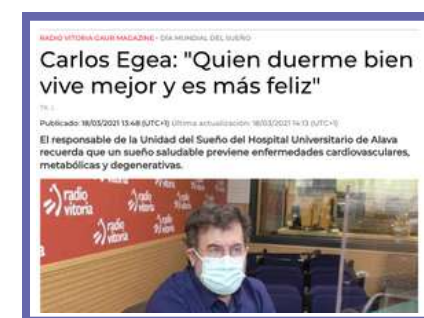 RADIO VITORIA GAUR MAGAZINE • DÍA MUNDIAL DEL SUEÑO
Carlos Egea: "Quien duerme bien
vive mejor y es más feliz"
Publicado: 18/03/2021 13:48 (UTC+1) Última actualización: 18/03/2021 14:13 (UTC+1)
El responsable de la Unidad del Sueño del Hospital Universitario de Alava
recuerda que un sueño saludable previene enfermedades cardiovasculares,
metabólicas y degenerativas.
radio
vitoria
radio
vitoria
radio
vitoria